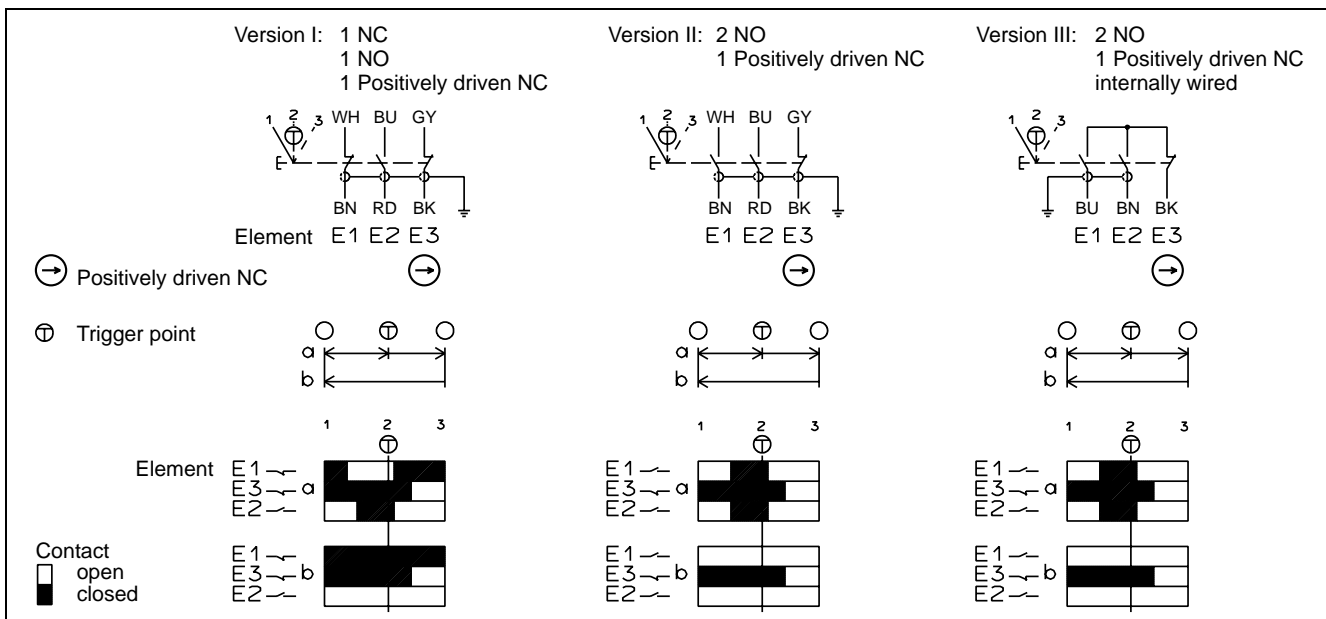 Version I: 1 NC
1 NO
1 Positively driven NC
Version II: 2 NO
1 Positively driven NC
Version III: 2 NO
1 Positively driven NC
internally wired
1 2 3 WH BU GY
1 2 3 WH BU GY
1 2 3
T
T
T
BN RD BK
BN RD BK
BU BN BK
Element E1 E2 E3
E1 E2 E3
E1 E2 E3
Positively driven NC
T Trigger point
T
T
T
a
b
a
b
a
b
1 2 3
T
1 2 3
T
1 2 3
T
Element E1
E3 a
E2
E1
E3 a
E2
E1
E3 a
E2
E1
E3 b
E2
E1
E3 b
E2
E1
E3 b
E2
Contact
open
closed